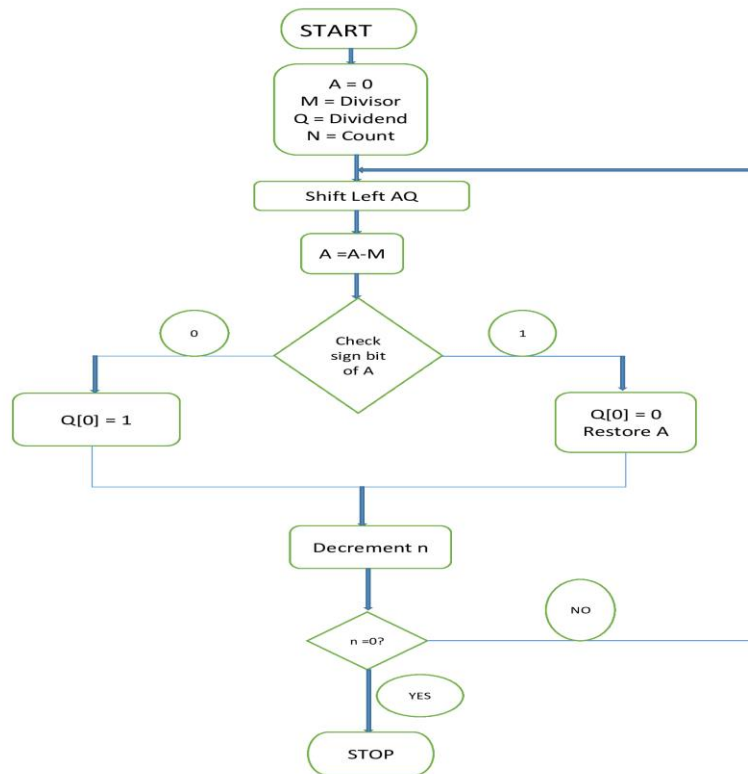 START
A = 0
M = Divisor
Q = Dividend
N = Count
Shift Left AQ
A =A-M
0
Check
sign bit
of A
1
Q[0] = 1
Q[0] = 0
Restore A
Decrement n
n =0?
NO
YES
STOP